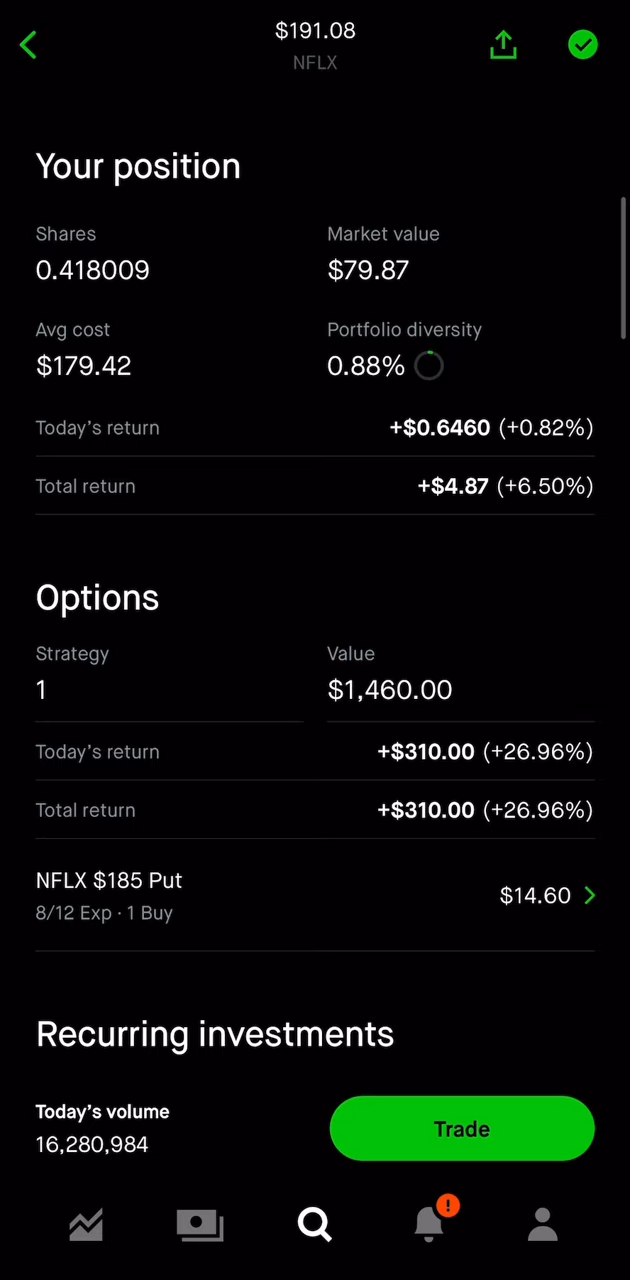 $191.08
NFLX
Your position
Shares
Market value
0.418009
$79.87
Avg cost
Portfolio diversity
$179.42
0.88%
Today’s return
+$0.6460 (+0.82%)
Total return
+$4.87 (+6.50%)
Options
Strategy
Value
1
$1,460.00
Today’s return
+$310.00 (+26.96%)
Total return
+$310.00 (+26.96%)
NFLX $185 Put
8/12 Exp · 1 Buy
$14.60
Recurring investments
Today’s volume
16,280,984
Trade
!